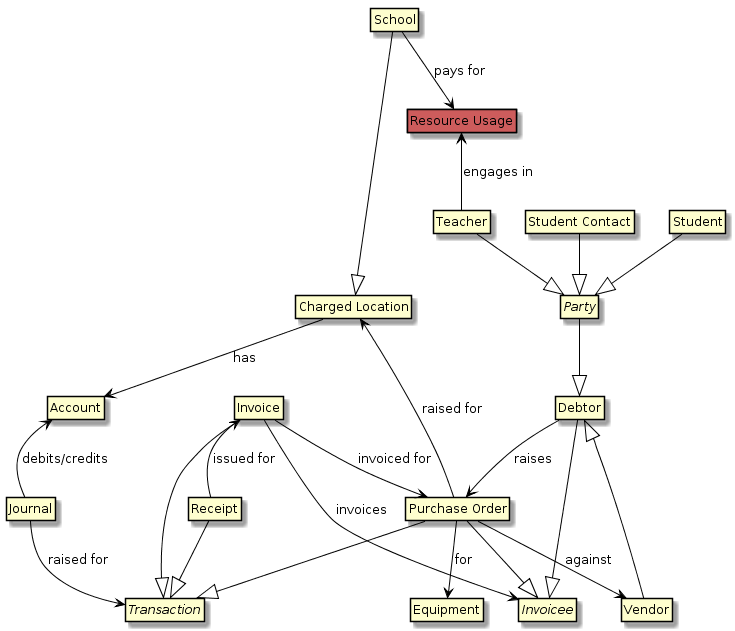 School
pays for
Resource Usage
engages in
Teacher
Student Contact
Student
Charged Location
Party
has
Account
Invoice
raised for
Debtor
debits/credits
issued for
invoiced for
raises
Journal
Receipt
invoices
Purchase Order
raised for
for
against
Transaction
Equipment
Invoicee
Vendor